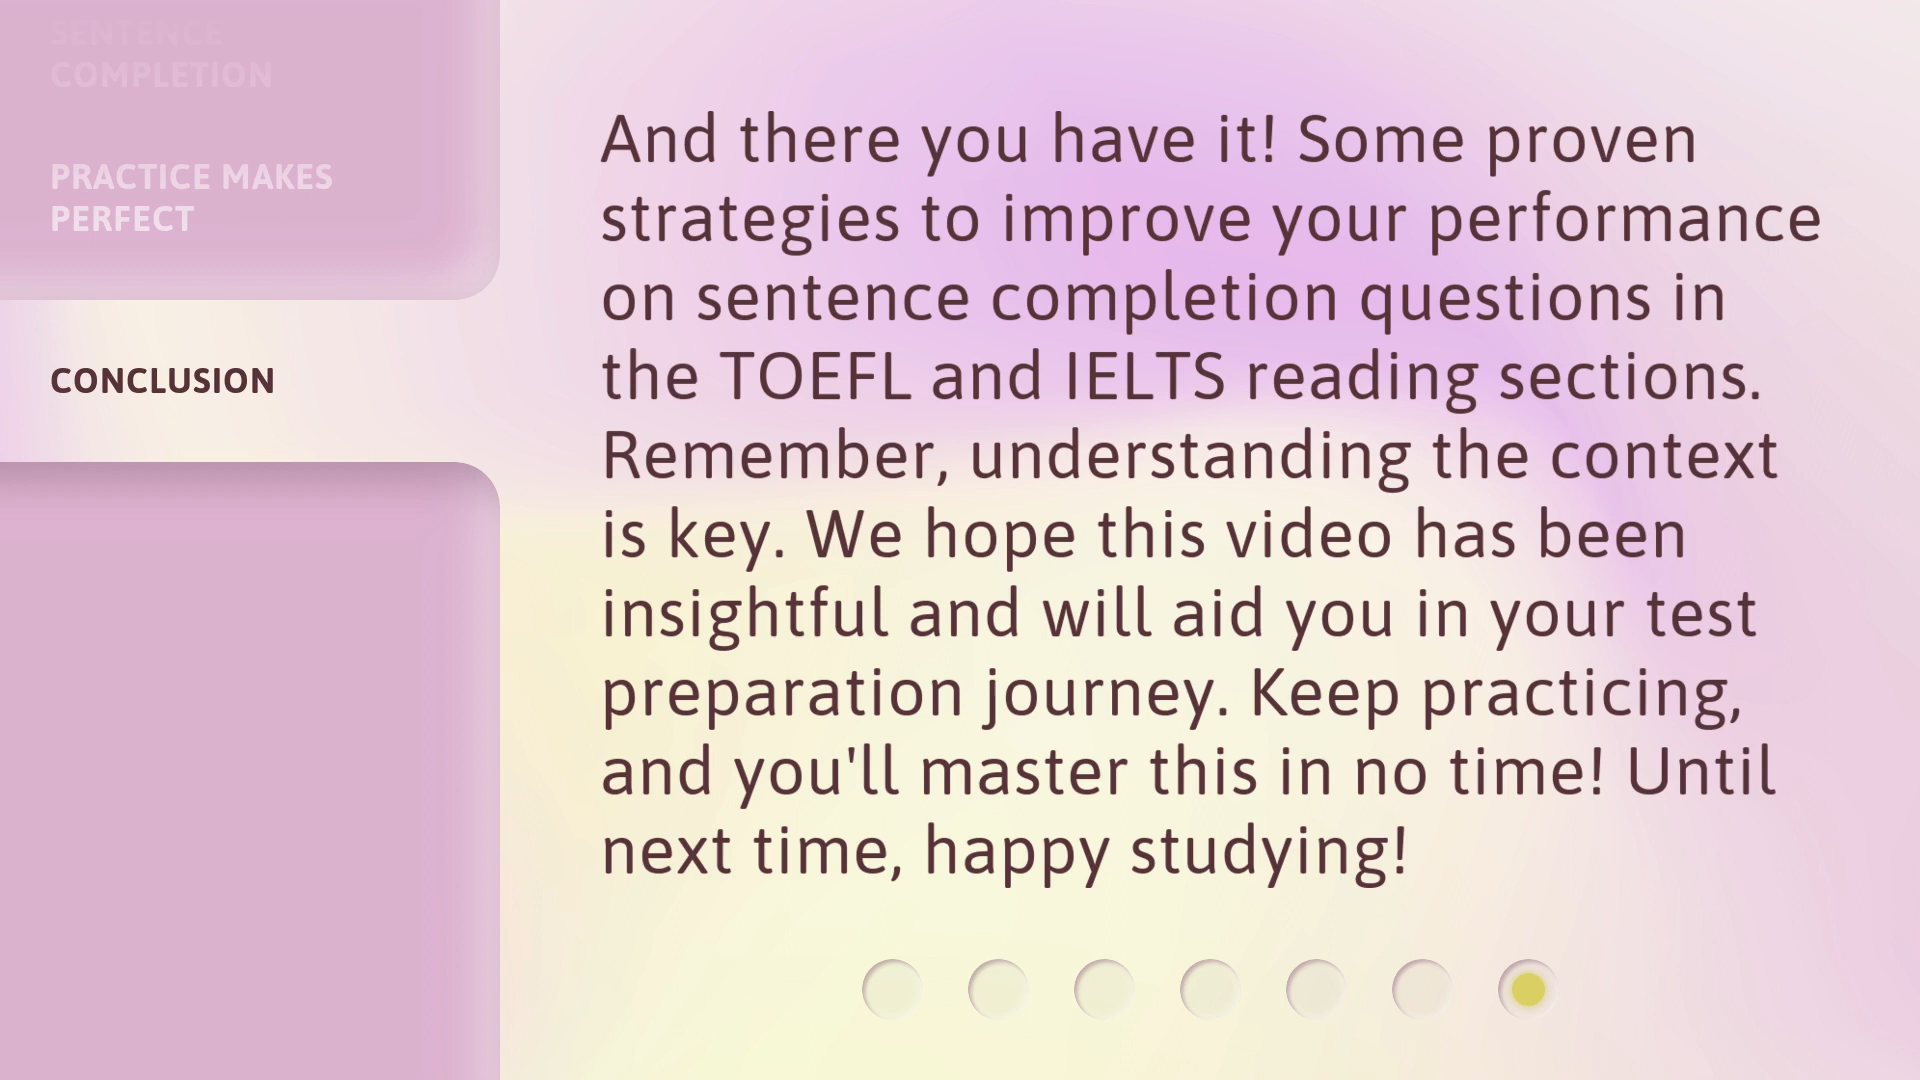 SENTENCE
COMPLETION
PRACTICE MAKES
PERFECT
CONCLUSION
And there you have it! Some proven
strategies to improve your performance
on sentence completion questions in
the TOEFL and IELTS reading sections.
Remember, understanding the context
is key. We hope this video has been
insightful and will aid you in your test
preparation journey. Keep practicing,
and you'll master this in no time! Until
next time, happy studying!